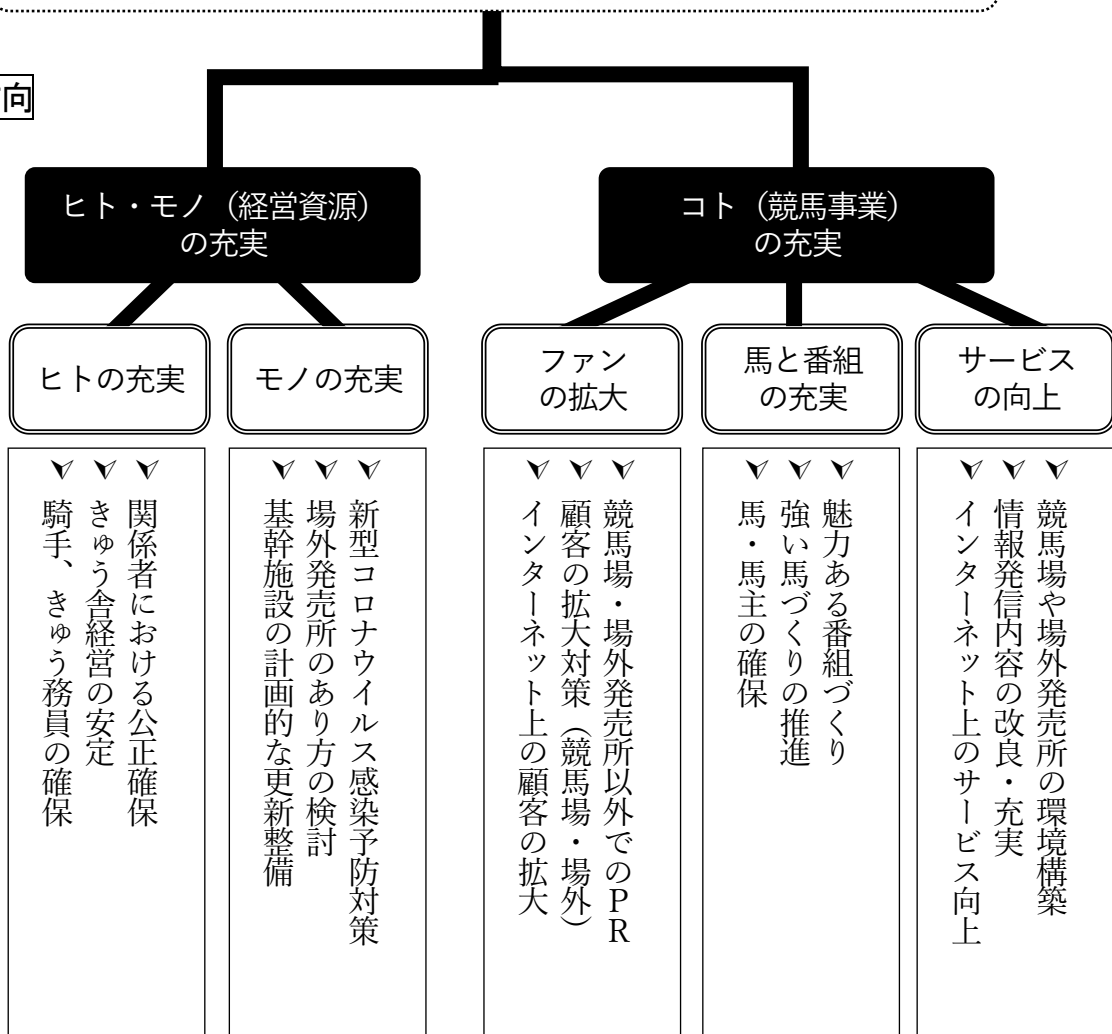 向
ヒト・モノ（経営資源）
の充実
コト（競馬事業）
の充実
ヒトの充実
モノの充実
ファン
の拡大
馬と番組
の充実
サービス
の向上
関係者における公正確保
きゅう舎経営の安定
騎手、きゅう務員の確保
新型コロナウイルス感染予防対策
場外発売所のあり方の検討
基幹施設の計画的な更新整備
競馬場・場外発売所以外でのＰＲ
顧客の拡大対策（競馬場・場外）
インターネット上の顧客の拡大
魅力ある番組づくり
強い馬づくりの推進
馬・馬主の確保
競馬場や場外発売所の環境構築
情報発信内容の改良・充実
インターネット上のサービス向上